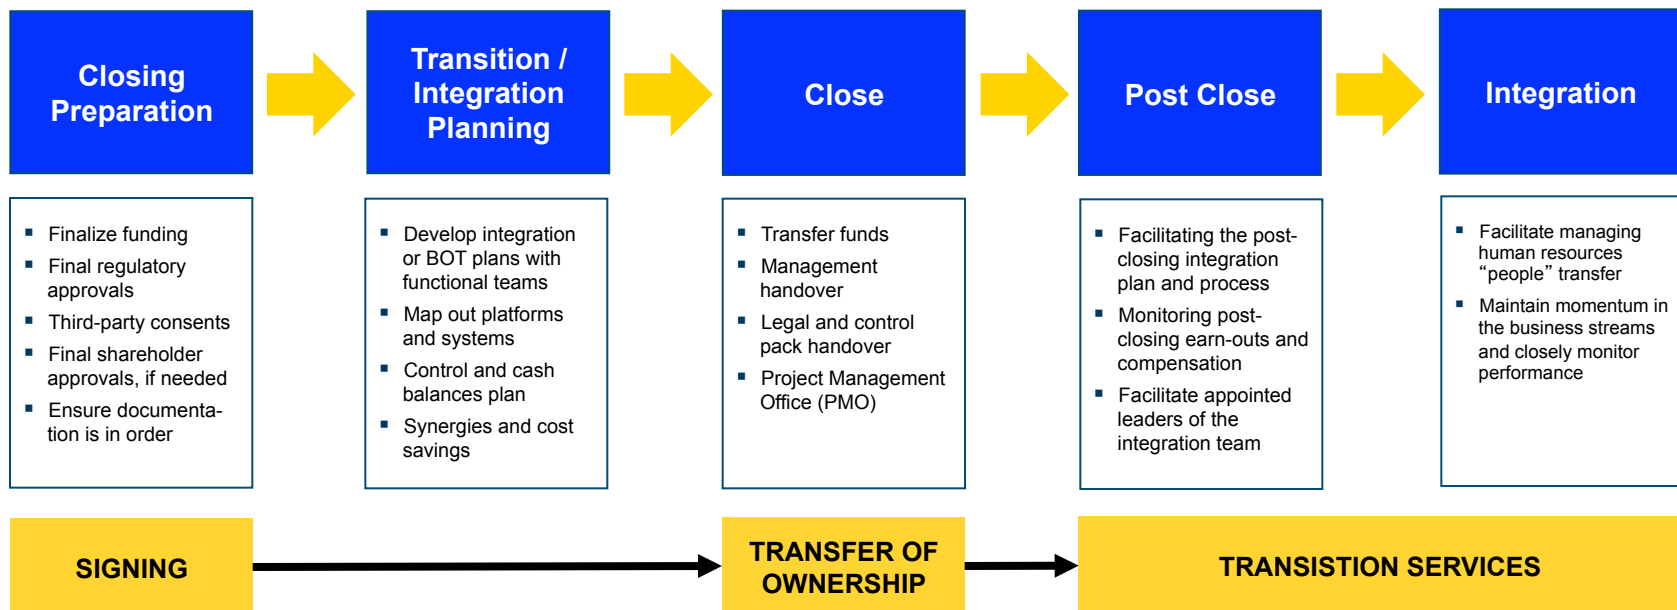 Closing
Preparation
Transition /
Integration
Planning
Close
Post Close
Integration
▪ Finalize funding
▪ Final regulatory
approvals
▪ Third-party consents
▪ Final shareholder
approvals, if needed
▪ Ensure documenta-
tion is in order
▪ Develop integration
or BOT plans with
functional teams
▪ Map out platforms
and systems
▪ Control and cash
balances plan
▪ Synergies and cost
savings
▪ Transfer funds
▪ Management
handover
▪ Legal and control
pack handover
▪ Project Management
Office (PMO)
▪ Facilitating the post-
closing integration
plan and process
▪ Monitoring post-
closing earn-outs and
compensation
▪ Facilitate appointed
leaders of the
integration team
▪ Facilitate managing
human resources
“people” transfer
▪ Maintain momentum in
the business streams
and closely monitor
performance
SIGNING
TRANSFER OF
OWNERSHIP
TRANSISTION SERVICES